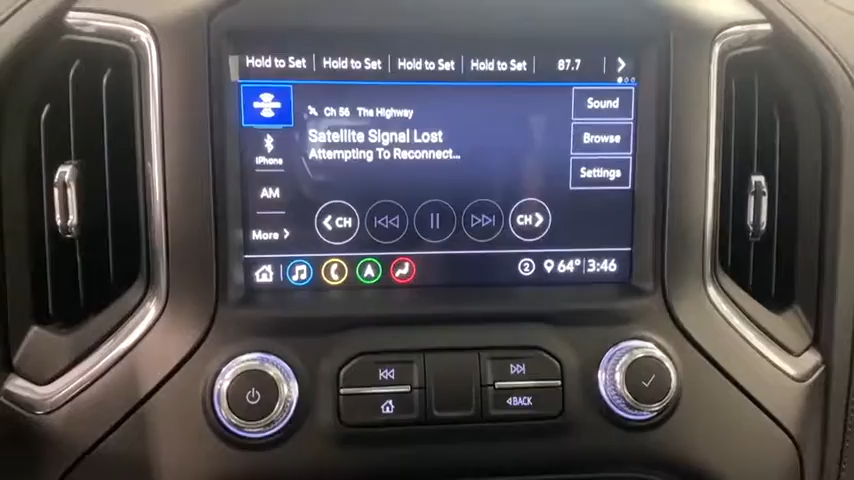 Hold to Set Hold to Set Hold to Set Hold to Set 87.7
Ch 56 The Highway
Sound
Satellite Signal Lost
Browse
Attempting To Reconnect...
iPhone
Settings
AM
CH
CH
More
2 64° 3:46
BACK